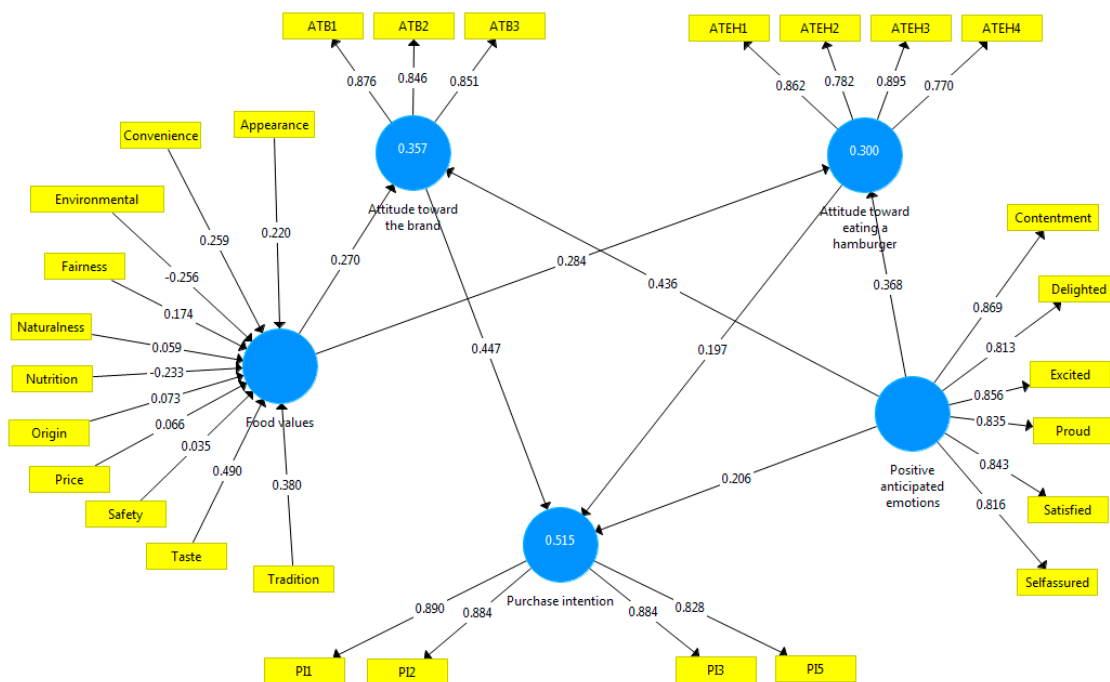 ATB1
ATB2
ATB3
ATEH1
ATEH2
ATEH3
ATEH4
0.876
0.846
0.851
0.862
0.782
0.895
0.770
Convenience
Appearance
0.357
0.300
Attitude toward
the brand
Attitude toward
eating a
hamburger
Environmental
Contentment
0.259
0.220
-0.256
0.270
0.284
0.436
0.368
0.869
Fairness
Delighted
0.174
0.813
Naturalness
0.059
0.447
0.197
Nutrition
-0.233
Excited
0.856
Origin
0.073
Food values
0.835
Proud
0.066
Price
0.035
0.843
Positive
anticipated
emotions
0.490
0.380
0.206
0.816
Safety
Satisfied
Taste
Tradition
0.515
Selfassured
Purchase intention
0.890
0.884
0.884
0.828
PI1
PI2
PI3
PI5